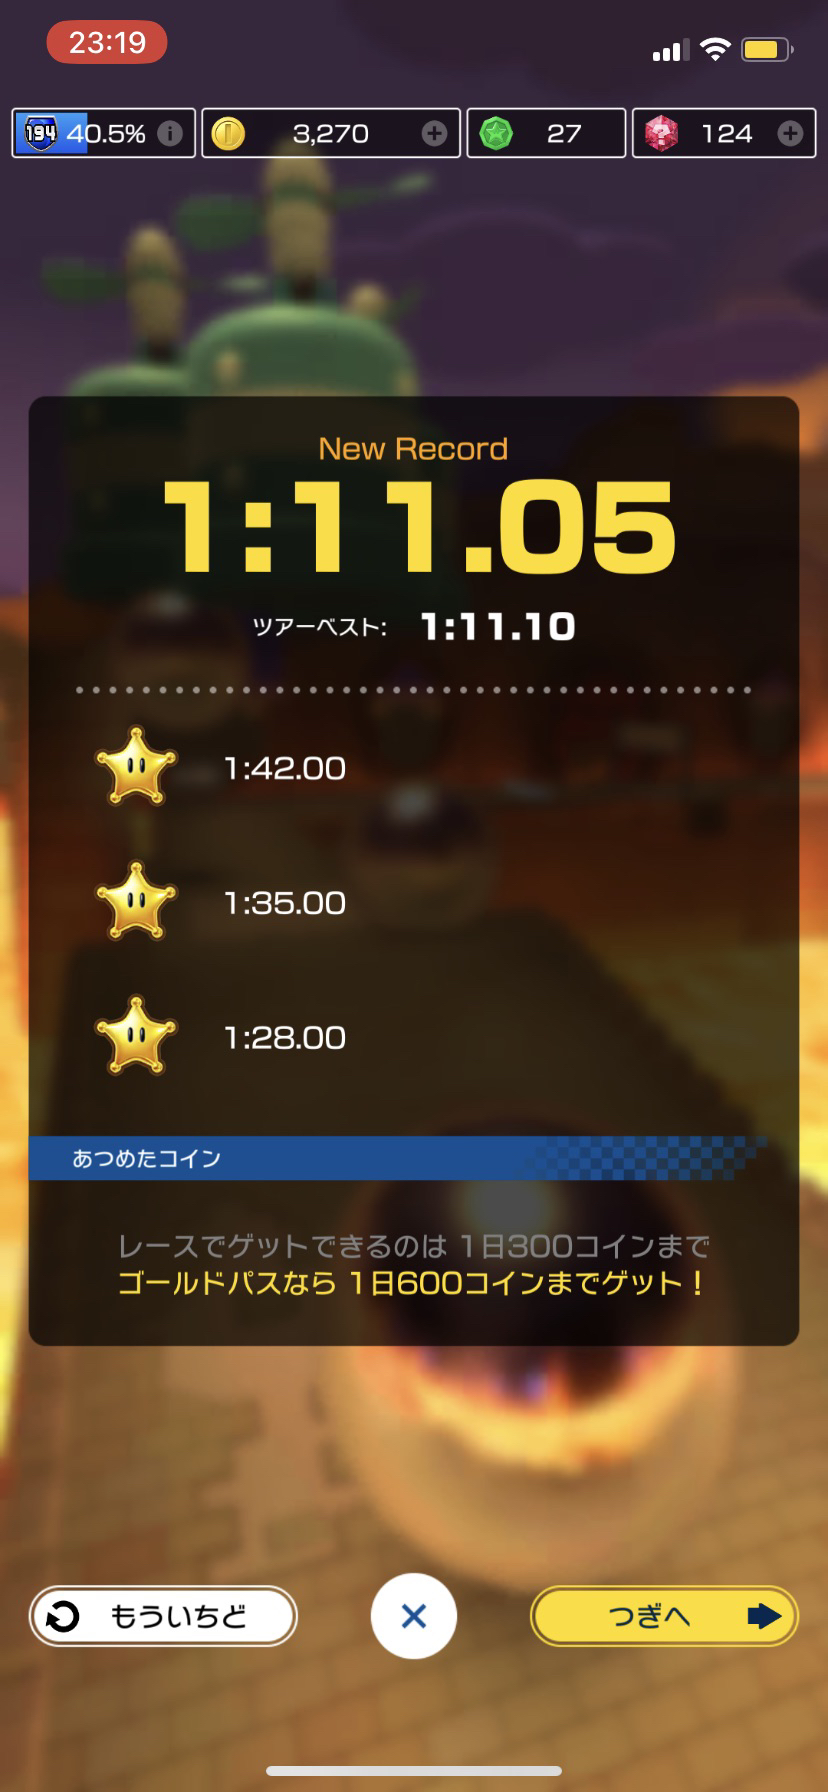 23:19
194 40.5% i 3,270 + 27 ? 124 +
New Record
1:11.05
ツアーベスト: 1:11.10
1:42.00
1:35.00
1:28.00
あつめたコイン
レースでゲットできるのは 1日300コインまで
ゴールドパスなら 1日600コインまでゲット！
もういちど × つぎへ